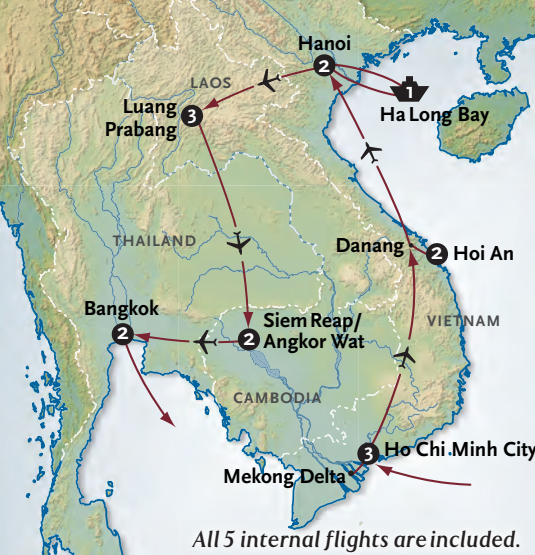 Hanoi
2
LAOS
1
Ha Long Bay
Luang
Prabang
3
THAILAND
Danang
2
Hoi An
Bangkok
2
2
Siem Reap/
Angkor Wat
VIETNAM
CAMBODIA
3
Ho Chi Minh City
Mekong Delta
All 5 internal flights are included.